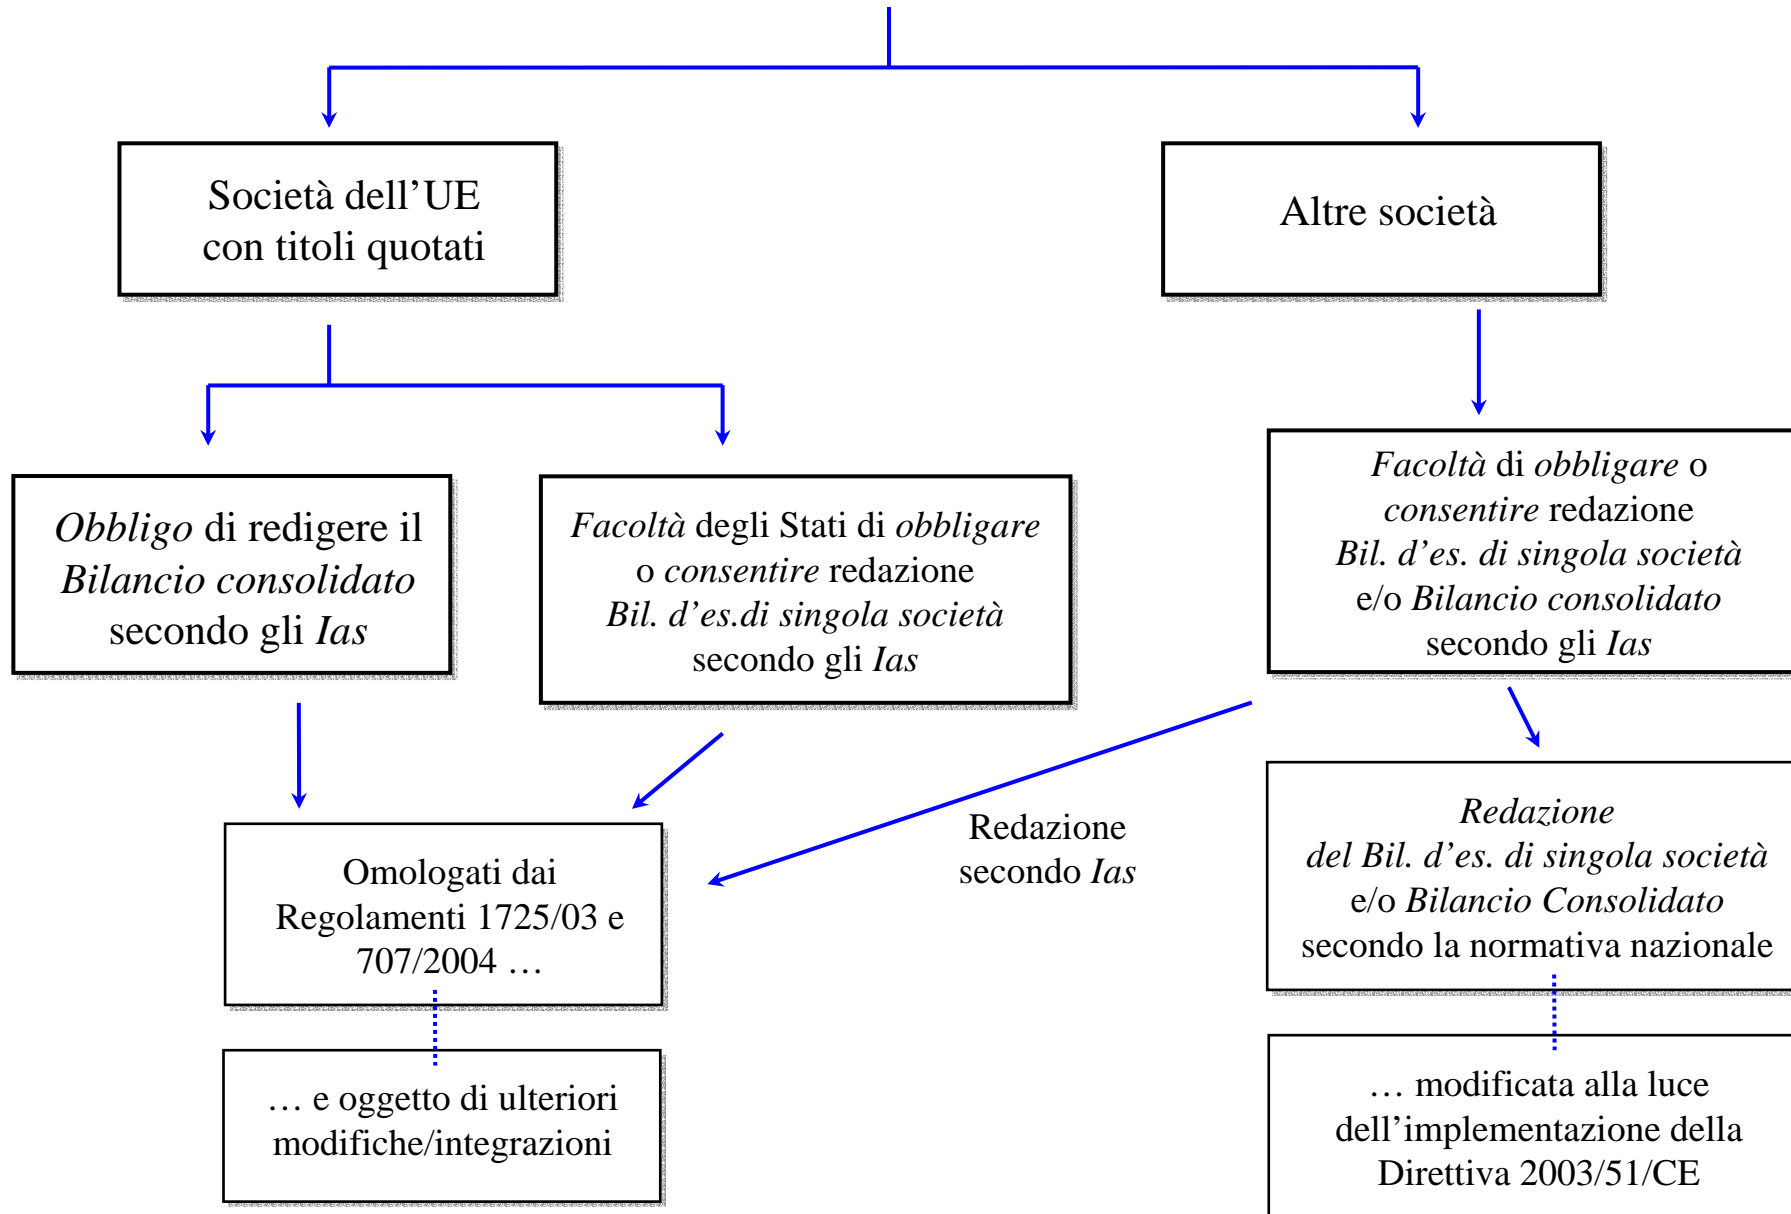 Società dell’UE
con titoli quotati
Altre società
Obbligo di redigere il
Bilancio consolidato
secondo gli Ias
Facoltà degli Stati di obbligare
o consentire redazione
Bil. d’es.di singola società
secondo gli Ias
Facoltà di obbligare o
consentire redazione
Bil. d’es. di singola società
e/o Bilancio consolidato
secondo gli Ias
Omologati dai
Regolamenti 1725/03 e
707/2004 …
Redazione
secondo Ias
Redazione
del Bil. d’es. di singola società
e/o Bilancio Consolidato
secondo la normativa nazionale
… e oggetto di ulteriori
modifiche/integrazioni
… modificata alla luce
dell’implementazione della
Direttiva 2003/51/CE